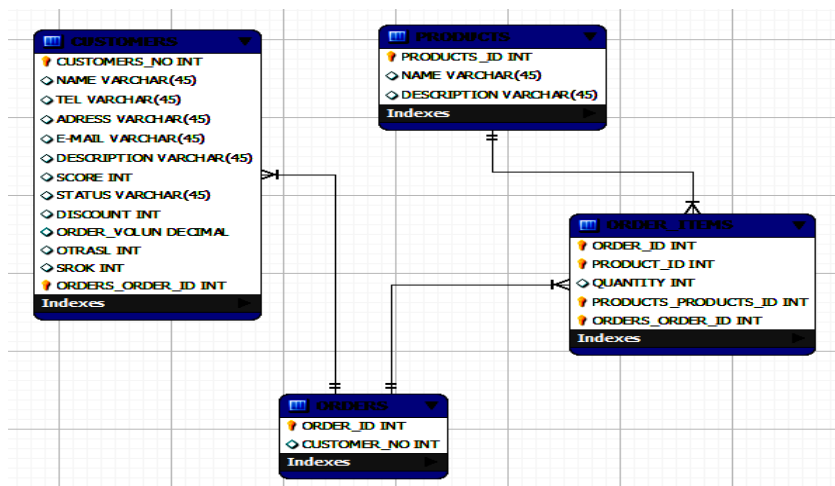 CUSTOMERS
CUSTOMERS_NO INT
NAME VARCHAR(45)
TEL VARCHAR(45)
ADRESS VARCHAR(45)
E-MAIL VARCHAR(45)
DESCRIPTION VARCHAR(45)
SCORE INT
STATUS VARCHAR(45)
DISCOUNT INT
ORDER_VOLUN DECIMAL
OTRASL INT
SROK INT
ORDERS_ORDER_ID INT
Indexes
PRODUCTS
PRODUCTS_ID INT
NAME VARCHAR(45)
DESCRIPTION VARCHAR(45)
Indexes
ORDER_ITEMS
ORDER_ID INT
PRODUCT_ID INT
QUANTITY INT
PRODUCTS_PRODUCTS_ID INT
ORDERS_ORDER_ID INT
Indexes
ORDERS
ORDER_ID INT
CUSTOMER_NO INT
Indexes